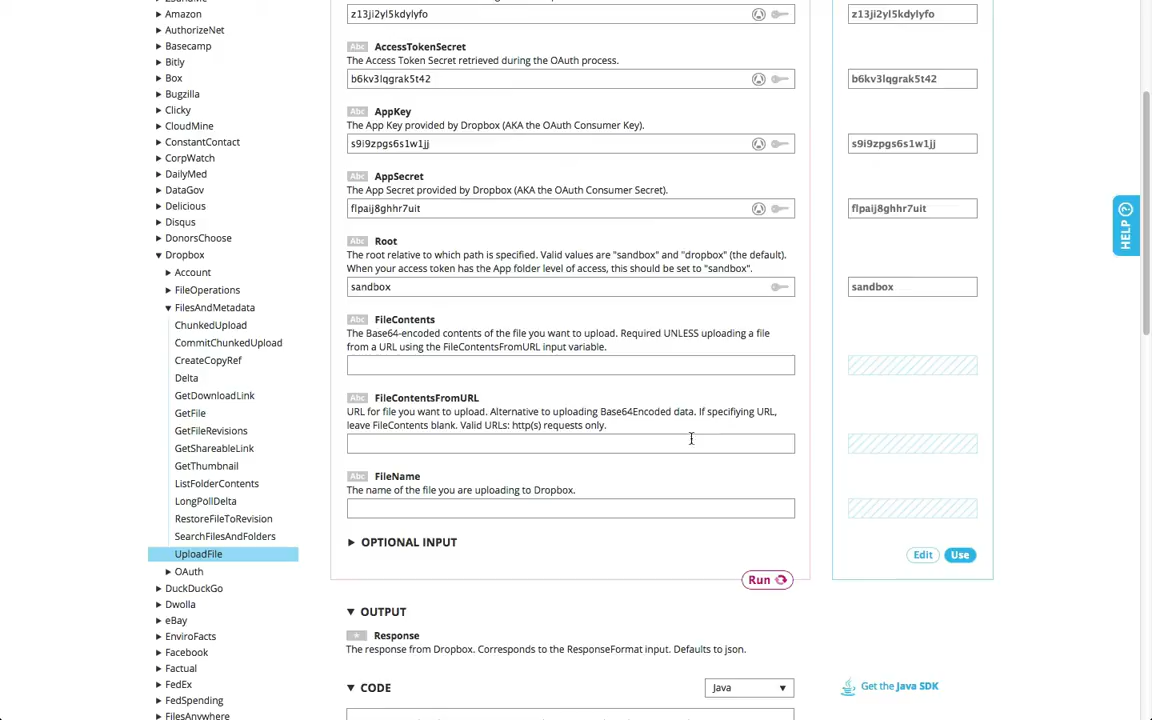 Amazon
AuthorizeNet
Basecamp
Bitly
Box
Bugzilla
Clicky
CloudMine
ConstantContact
CorpWatch
DailyMed
DataGov
Delicious
Disqus
DonorsChoose
Dropbox
Account
FileOperations
FilesAndMetadata
ChunkedUpload
CommitChunkedUpload
CreateCopyRef
Delta
GetDownloadLink
GetFile
GetFileRevisions
GetShareableLink
GetThumbnail
ListFolderContents
LongPollDelta
RestoreFileToRevision
SearchFilesAndFolders
UploadFile
OAuth
DuckDuckGo
Dwolla
eBay
EnviroFacts
Facebook
Factual
FedEx
FedSpending
FilesAnywhere
z13ji2yl5kdylyfo
Abc AccessTokenSecret
The Access Token Secret retrieved during the OAuth process.
b6kv3lqgrak5t42
Abc AppKey
The App Key provided by Dropbox (AKA the OAuth Consumer Key).
s9i9zpgs6s1w1jj
Abc AppSecret
The App Secret provided by Dropbox (AKA the OAuth Consumer Secret).
flpaij8ghhr7uit
Abc Root
The root relative to which path is specified. Valid values are "sandbox" and "dropbox" (the default).
When your access token has the App folder level of access, this should be set to "sandbox".
sandbox
Abc FileContents
The Base64-encoded contents of the file you want to upload. Required UNLESS uploading a file
from a URL using the FileContentsFromURL input variable.
Abc FileContentsFromURL
URL for file you want to upload. Alternative to uploading Base64Encoded data. If specifiying URL,
leave FileContents blank. Valid URLs: http(s) requests only.
Abc FileName
The name of the file you are uploading to Dropbox.
OPTIONAL INPUT
Run
OUTPUT
Response
The response from Dropbox. Corresponds to the ResponseFormat input. Defaults to json.
CODE
Java
z13ji2yl5kdylyfo
b6kv3lqgrak5t42
s9i9zpgs6s1w1jj
flpaij8ghhr7uit
sandbox
Edit Use
Get the Java SDK
HELP ?